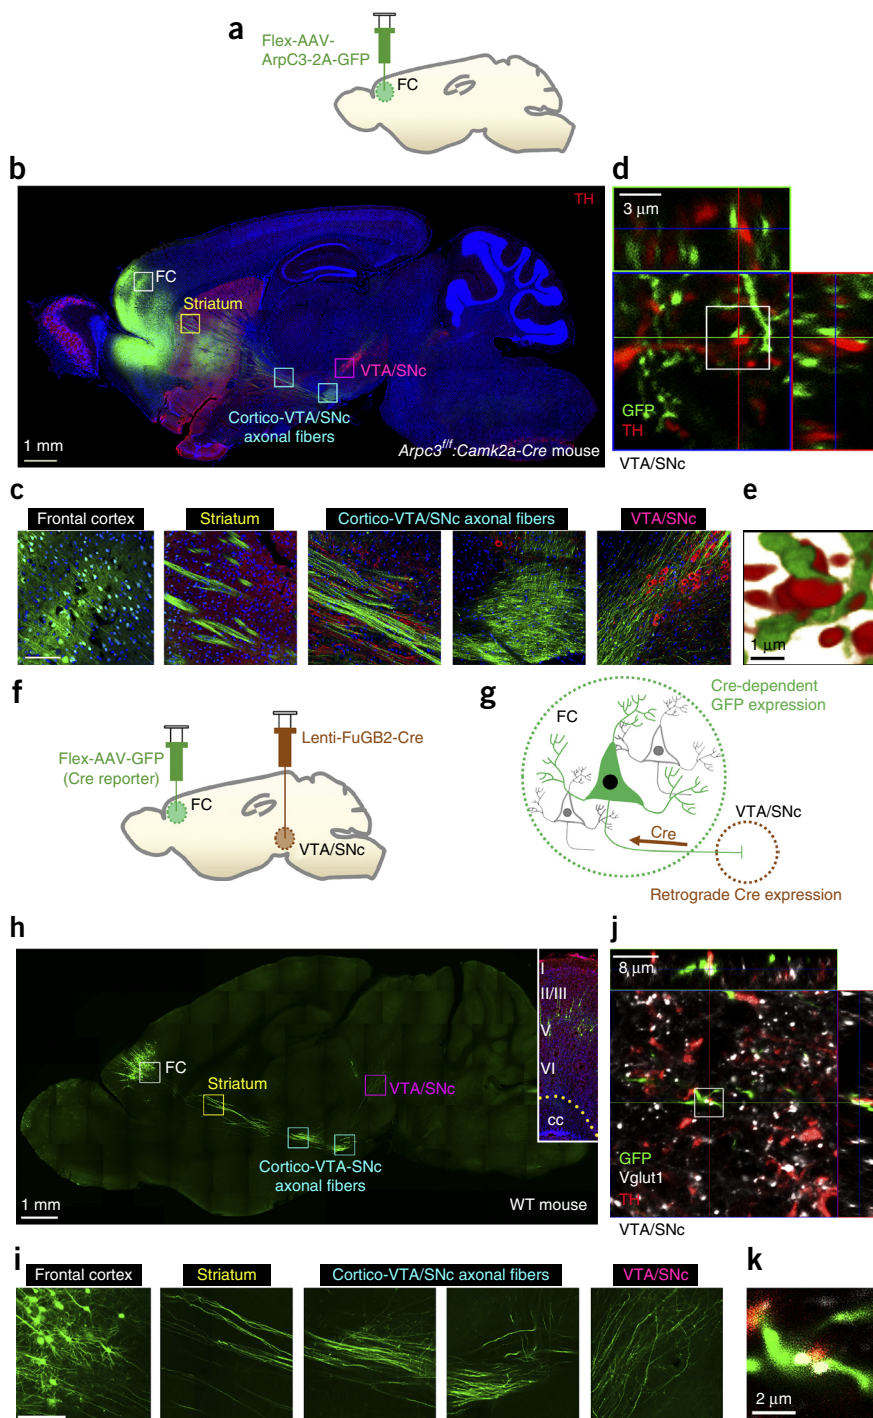 a
Flex-AAV-
ArpC3-2A-GFP
FC
b
TH
FC
Striatum
VTA/SNc
Cortico-VTA/SNc
axonal fibers
1 mm
Arpc3f/f:Camk2a-Cre mouse
d
3 μm
GFP
TH
VTA/SNc
c
Frontal cortex
Striatum
Cortico-VTA/SNc axonal fibers
VTA/SNc
e
1 μm
f
Flex-AAV-GFP
(Cre reporter)
Lenti-FuGB2-Cre
FC
VTA/SNc
g
Cre-dependent
GFP expression
FC
VTA/SNc
Cre
Retrograde Cre expression
h
FC
Striatum
VTA/SNc
Cortico-VTA-SNc
axonal fibers
1 mm
WT mouse
I
II/III
V
VI
cc
j
8 μm
GFP
Vglut1
TH
VTA/SNc
i
Frontal cortex
Striatum
Cortico-VTA/SNc axonal fibers
VTA/SNc
k
2 μm